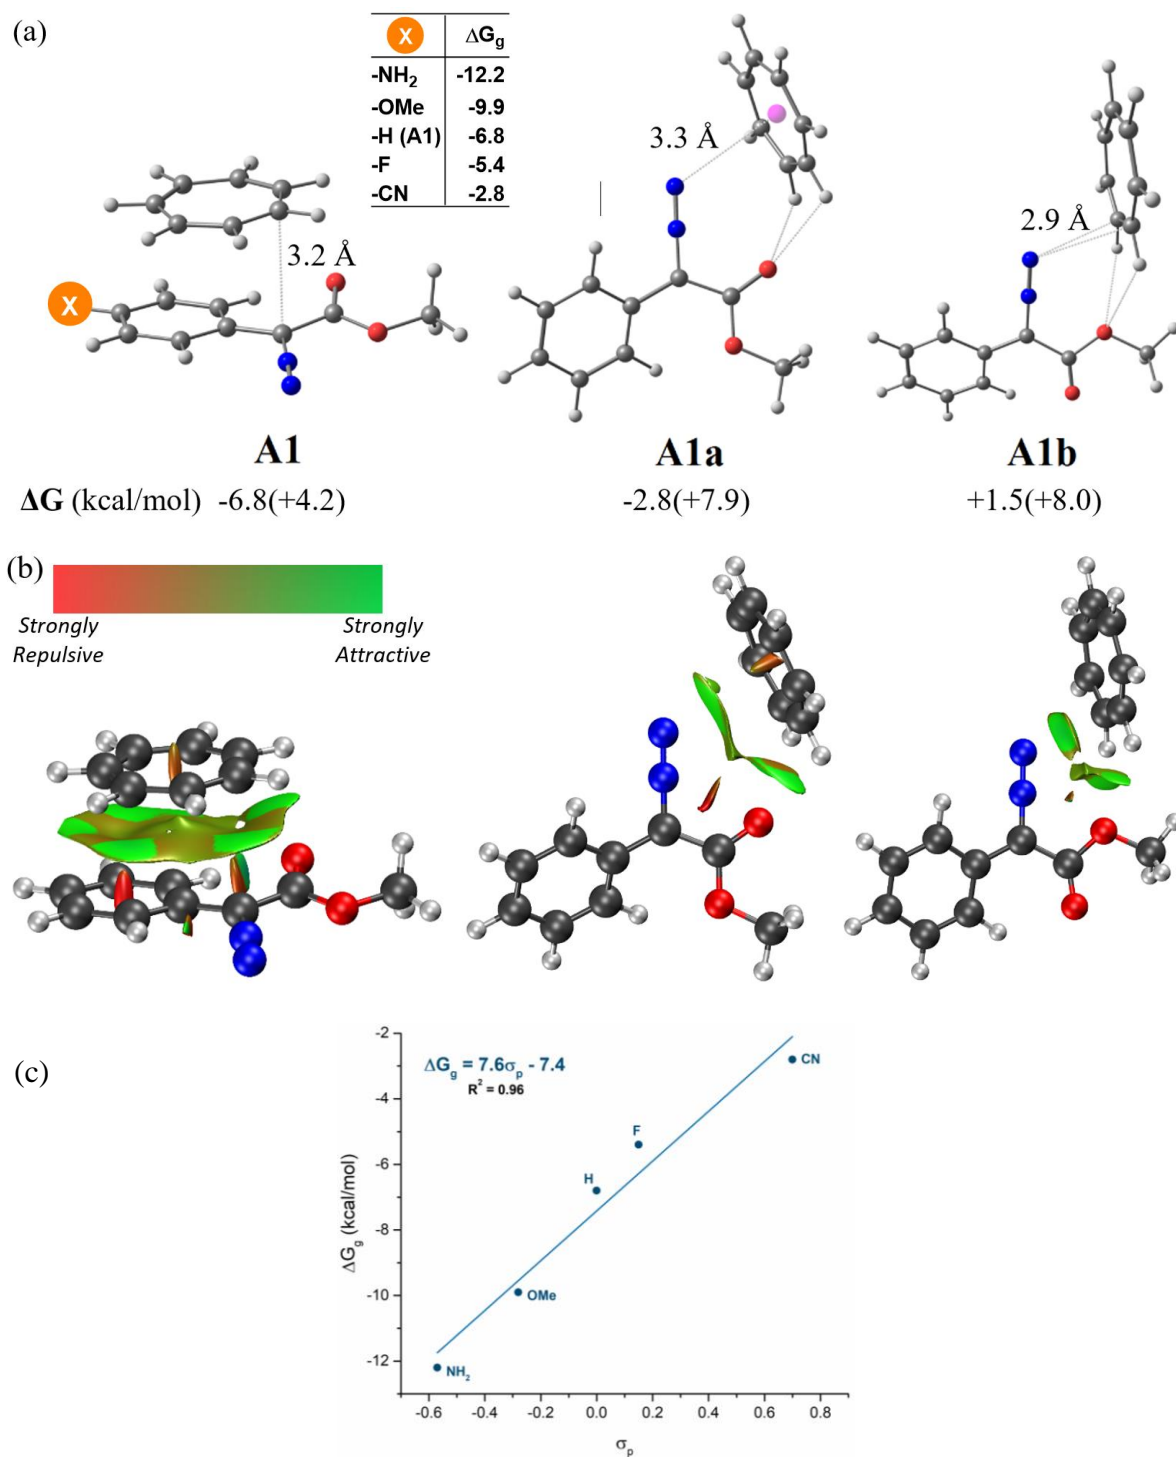 (a)
X ΔGg
-NH2 -12.2
-OMe -9.9
-H (A1) -6.8
-F -5.4
-CN -2.8
3.2 Å
X
3.3 Å
2.9 Å
A1 A1a A1b
ΔG (kcal/mol) -6.8(+4.2) -2.8(+7.9) +1.5(+8.0)
(b)
Strongly Repulsive
Strongly Attractive
(c)
ΔGg = 7.6σp - 7.4
R2 = 0.96
-2
-4
-6
-8
-10
-12
ΔGg (kcal/mol)
CN
F
H
OMe
NH2
-0.6 -0.4 -0.2 0.0 0.2 0.4 0.6 0.8
σp